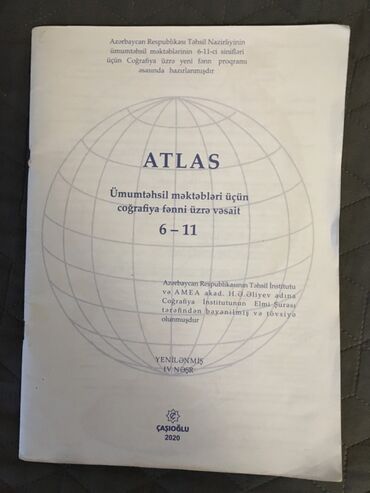 Azərbaycan Respublikası Təhsil Nazirliyinin
ümumtəhsil məktəblərinin 6-11-ci sinifləri
üçün Coğrafiya üzrə yeni fənn proqramı
əsasında hazırlanmışdır
ATLAS
Ümumtəhsil məktəbləri üçün
coğrafiya fənni üzrə vəsait
6 – 11
Azərbaycan Respublikasının Təhsil İnstitutu
və AMEA akad. H.Ə.Əliyev adına
Coğrafiya İnstitutunun Elmi Şurası
tərəfindən bəyənilmiş və tövsiyə
olunmuşdur
YENİLƏNMİŞ
IV NƏŞR
ÇAŞIOĞLU
2020